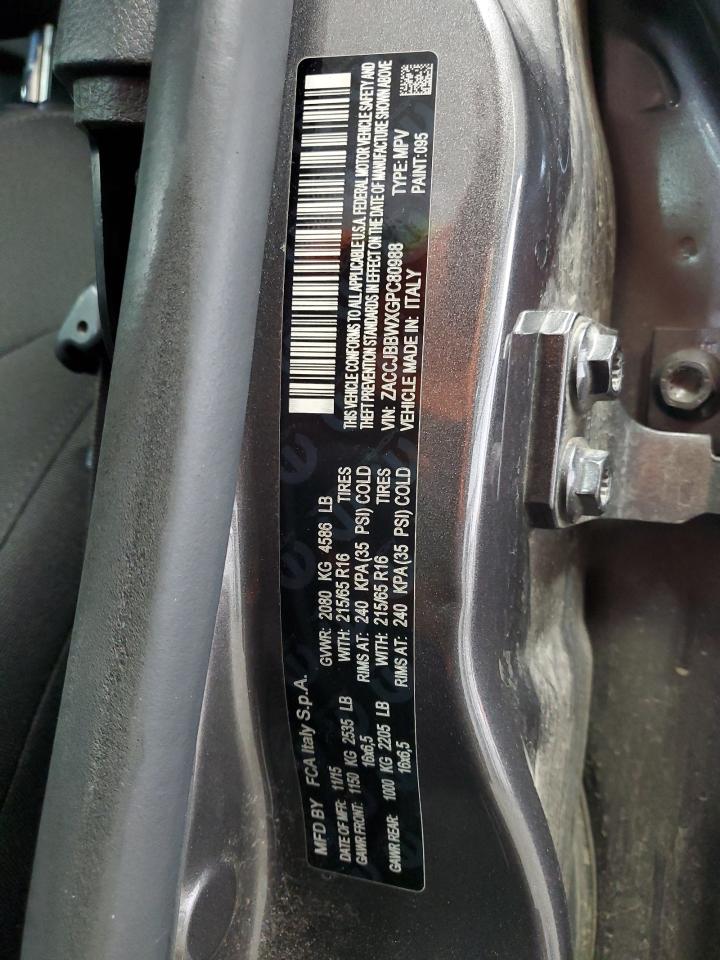 MFD BY FCA Italy S.p.A.
DATE OF MFR: 11/15
GAWR FRONT: 1150 KG 2535 LB
16x6,5
GAWR REAR: 1000 KG 2205 LB
16x6,5
GVWR: 2080 KG 4586 LB
WITH: 215/65 R16 TIRES
RIMS AT: 240 KPA(35 PSI) COLD
WITH: 215/65 R16 TIRES
RIMS AT: 240 KPA(35 PSI) COLD
THIS VEHICLE CONFORMS TO ALL APPLICABLE U.S.A. FEDERAL MOTOR VEHICLE SAFETY AND
THEFT PREVENTION STANDARDS IN EFFECT ON THE DATE OF MANUFACTURE SHOWN ABOVE
VIN: ZACCJBBWXGPC80988 TYPE: MPV
VEHICLE MADE IN: ITALY PAINT: 095